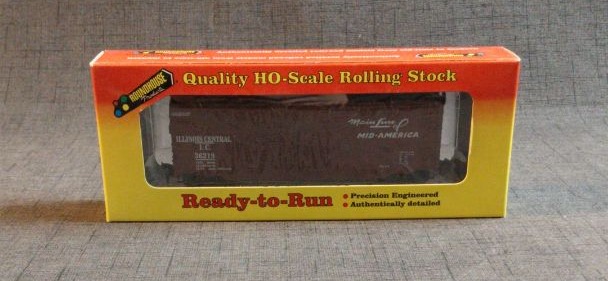 ROUNDHOUSE
Products
Quality HO-Scale Rolling Stock
ILLINOIS CENTRAL
I.C.
Main Line
of
MID-AMERICA
Ready-to-Run
• Precision Engineered
• Authentically detailed